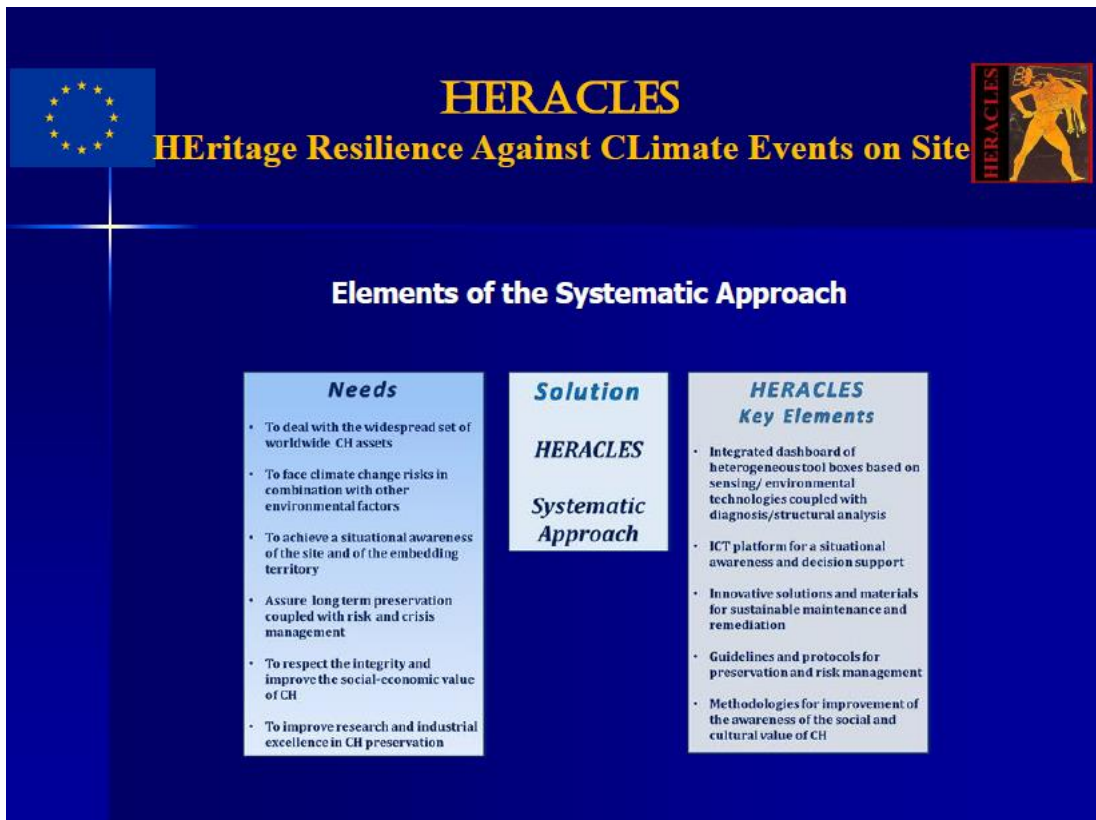 HERACLES
HEritage Resilience Against CLimate Events on Site
HERACLES
Elements of the Systematic Approach
Needs
• To deal with the widespread set of
worldwide CH assets
• To face climate change risks in
combination with other
environmental factors
• To achieve a situational awareness
of the site and of the embedding
territory
• Assure long term preservation
coupled with risk and crisis
management
• To respect the integrity and
improve the social-economic value
of CH
• To improve research and industrial
excellence in CH preservation
Solution
HERACLES
Systematic
Approach
HERACLES
Key Elements
• Integrated dashboard of
heterogeneous tool boxes based on
sensing/ environmental
technologies coupled with
diagnosis/structural analysis
• ICT platform for a situational
awareness and decision support
• Innovative solutions and materials
for sustainable maintenance and
remediation
• Guidelines and protocols for
preservation and risk management
• Methodologies for improvement of
the awareness of the social and
cultural value of CH